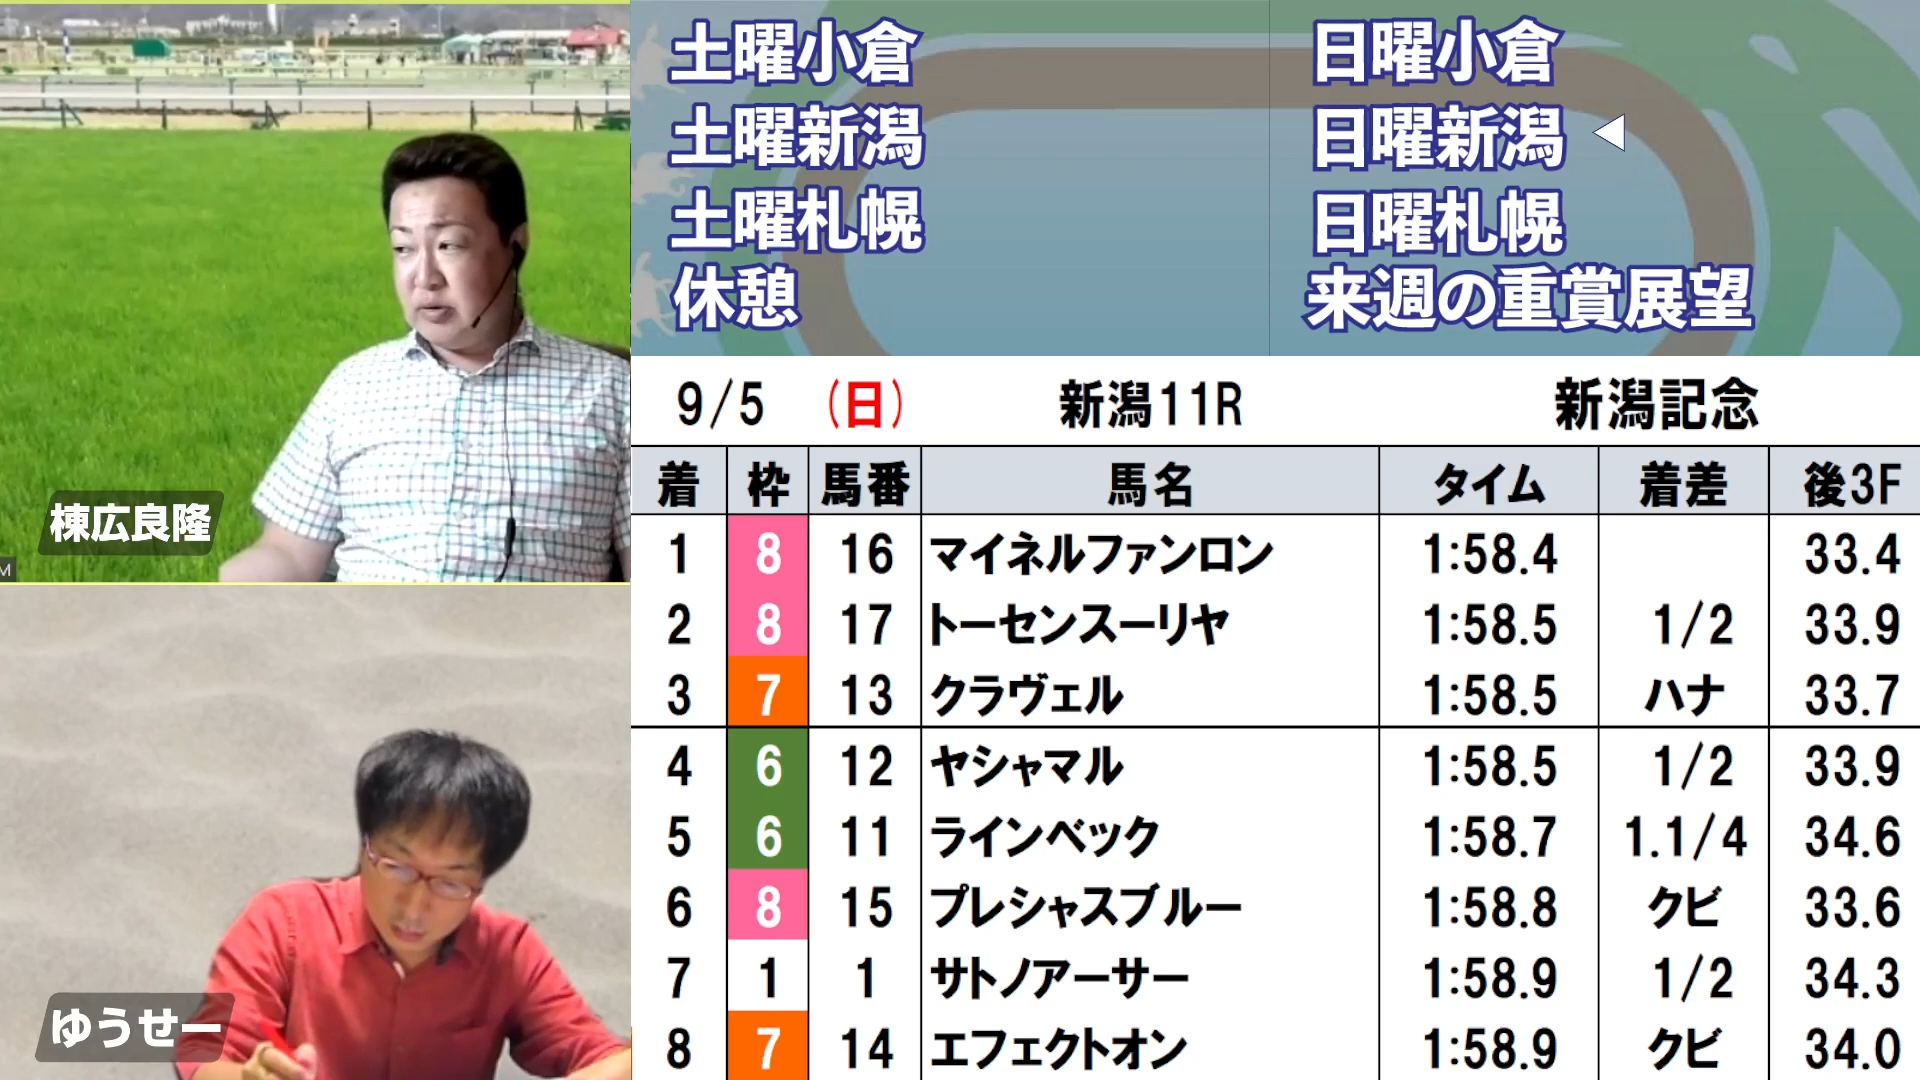 土曜小倉
土曜新潟
土曜札幌
休憩
日曜小倉
日曜新潟 ◀
日曜札幌
来週の重賞展望
9/5 (日) 新潟11R 新潟記念
着 枠 馬番 馬名 タイム 着差 後3F
1 8 16 マイネルファンロン 1:58.4 33.4
2 8 17 トーセンスーリヤ 1:58.5 1/2 33.9
3 7 13 クラヴェル 1:58.5 ハナ 33.7
4 6 12 ヤシャマル 1:58.5 1/2 33.9
5 6 11 ラインベック 1:58.7 1.1/4 34.6
6 8 15 プレシャスブルー 1:58.8 クビ 33.6
7 1 1 サトノアーサー 1:58.9 1/2 34.3
8 7 14 エフェクトオン 1:58.9 クビ 34.0
棟広良隆
M
ゆうせー